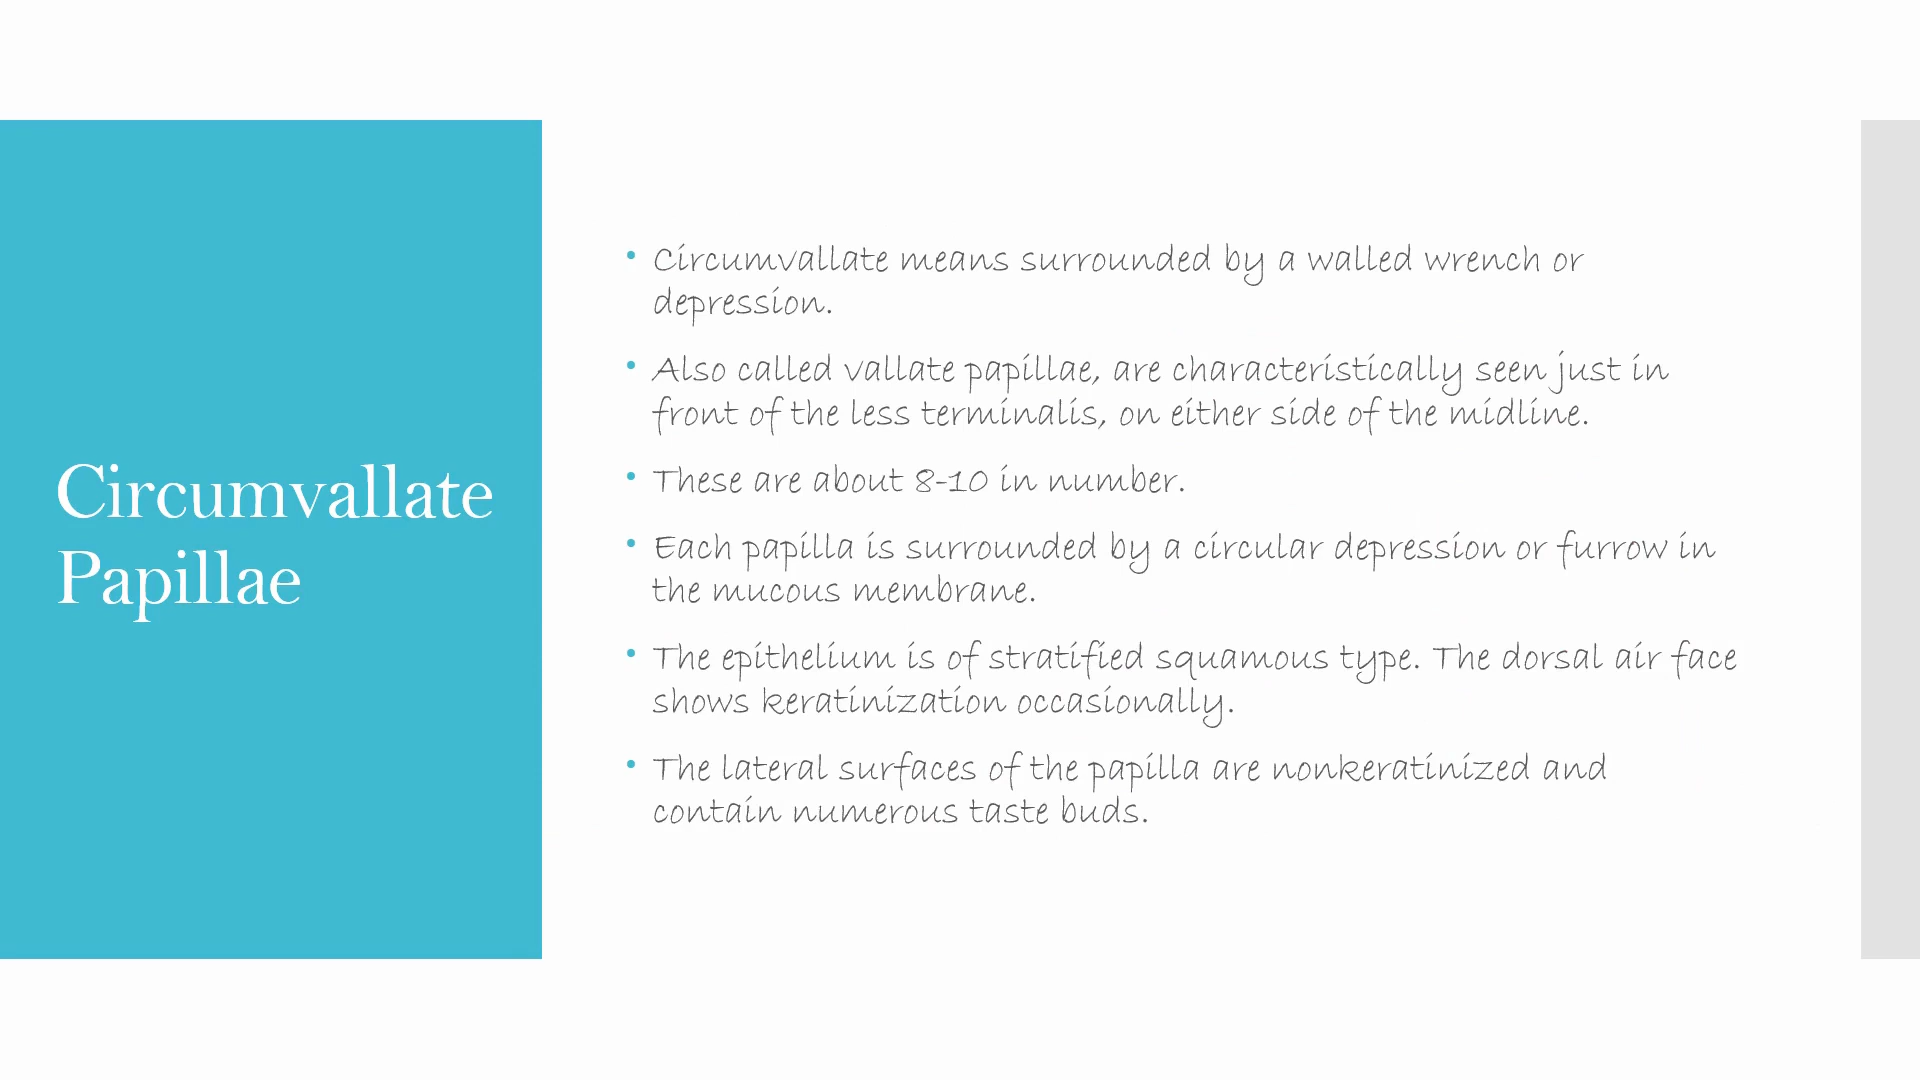 Circumvallate
Papillae
• Circumvallate means surrounded by a walled wrench or
depression.
• Also called vallate papillae, are characteristically seen just in
front of the less terminalis, on either side of the midline.
• These are about 8-10 in number.
• Each papilla is surrounded by a circular depression or furrow in
the mucous membrane.
• The epithelium is of stratified squamous type. The dorsal air face
shows keratinization occasionally.
• The lateral surfaces of the papilla are nonkeratinized and
contain numerous taste buds.